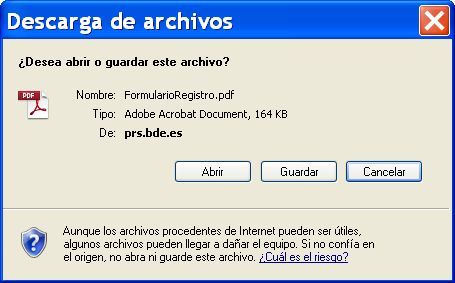 Descarga de archivos
¿Desea abrir o guardar este archivo?
PDF
Nombre: FormularioRegistro.pdf
Tipo: Adobe Acrobat Document, 164 KB
De: prs.bde.es
Abrir Guardar Cancelar
Aunque los archivos procedentes de Internet pueden ser útiles,
algunos archivos pueden llegar a dañar el equipo. Si no confía en
el origen, no abra ni guarde este archivo. ¿Cuál es el riesgo?